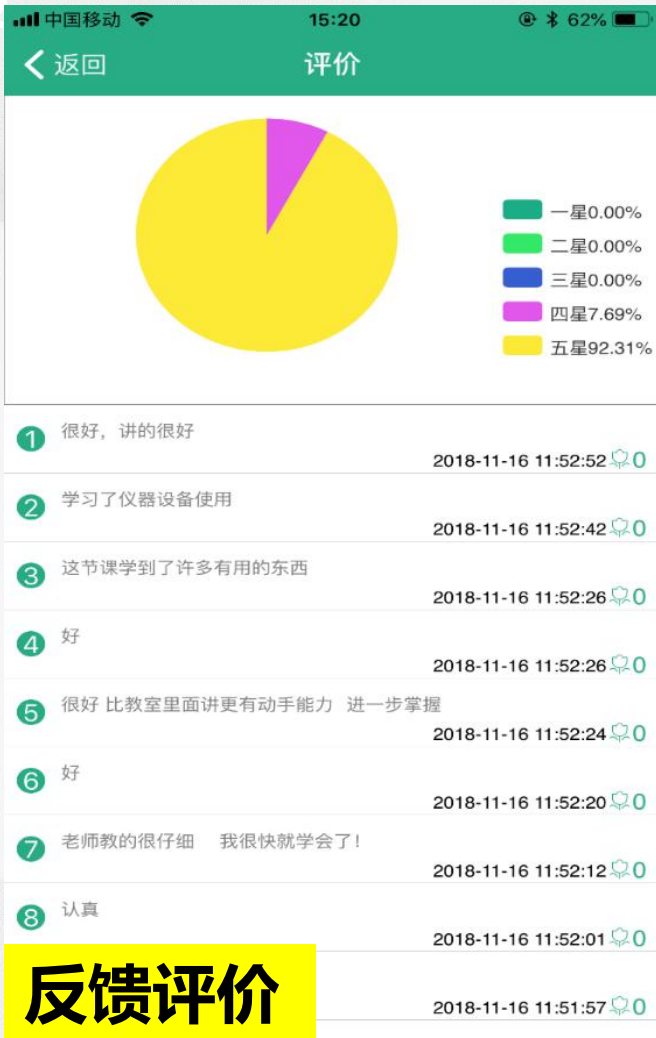 中国移动 15:20 62%
返回 评价
一星0.00%
二星0.00%
三星0.00%
四星7.69%
五星92.31%
1 很好，讲的很好
2018-11-16 11:52:52 0
2 学习了仪器设备使用
2018-11-16 11:52:42 0
3 这节课学到了许多有用的东西
2018-11-16 11:52:26 0
4 好
2018-11-16 11:52:26 0
5 很好 比教室里面讲更有动手能力 进一步掌握
2018-11-16 11:52:24 0
6 好
2018-11-16 11:52:20 0
7 老师教的很仔细 我很快就学会了!
2018-11-16 11:52:12 0
8 认真
2018-11-16 11:52:01 0
反馈评价
2018-11-16 11:51:57 0